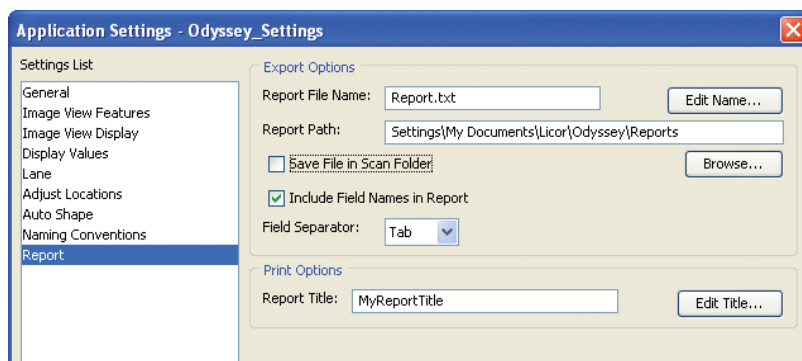 Application Settings - Odyssey_Settings
Settings List
General
Image View Features
Image View Display
Display Values
Lane
Adjust Locations
Auto Shape
Naming Conventions
Report
Export Options
Report File Name: Report.txt Edit Name...
Report Path: Settings\My Documents\Licor\Odyssey\Reports
Save File in Scan Folder Browse...
Include Field Names in Report
Field Separator: Tab
Print Options
Report Title: MyReportTitle Edit Title...